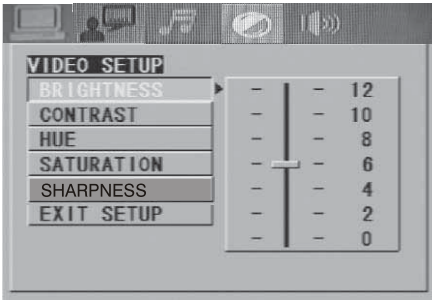 VIDEO SETUP
BRIGHTNESS
CONTRAST
HUE
SATURATION
SHARPNESS
EXIT SETUP
12
10
8
6
4
2
0